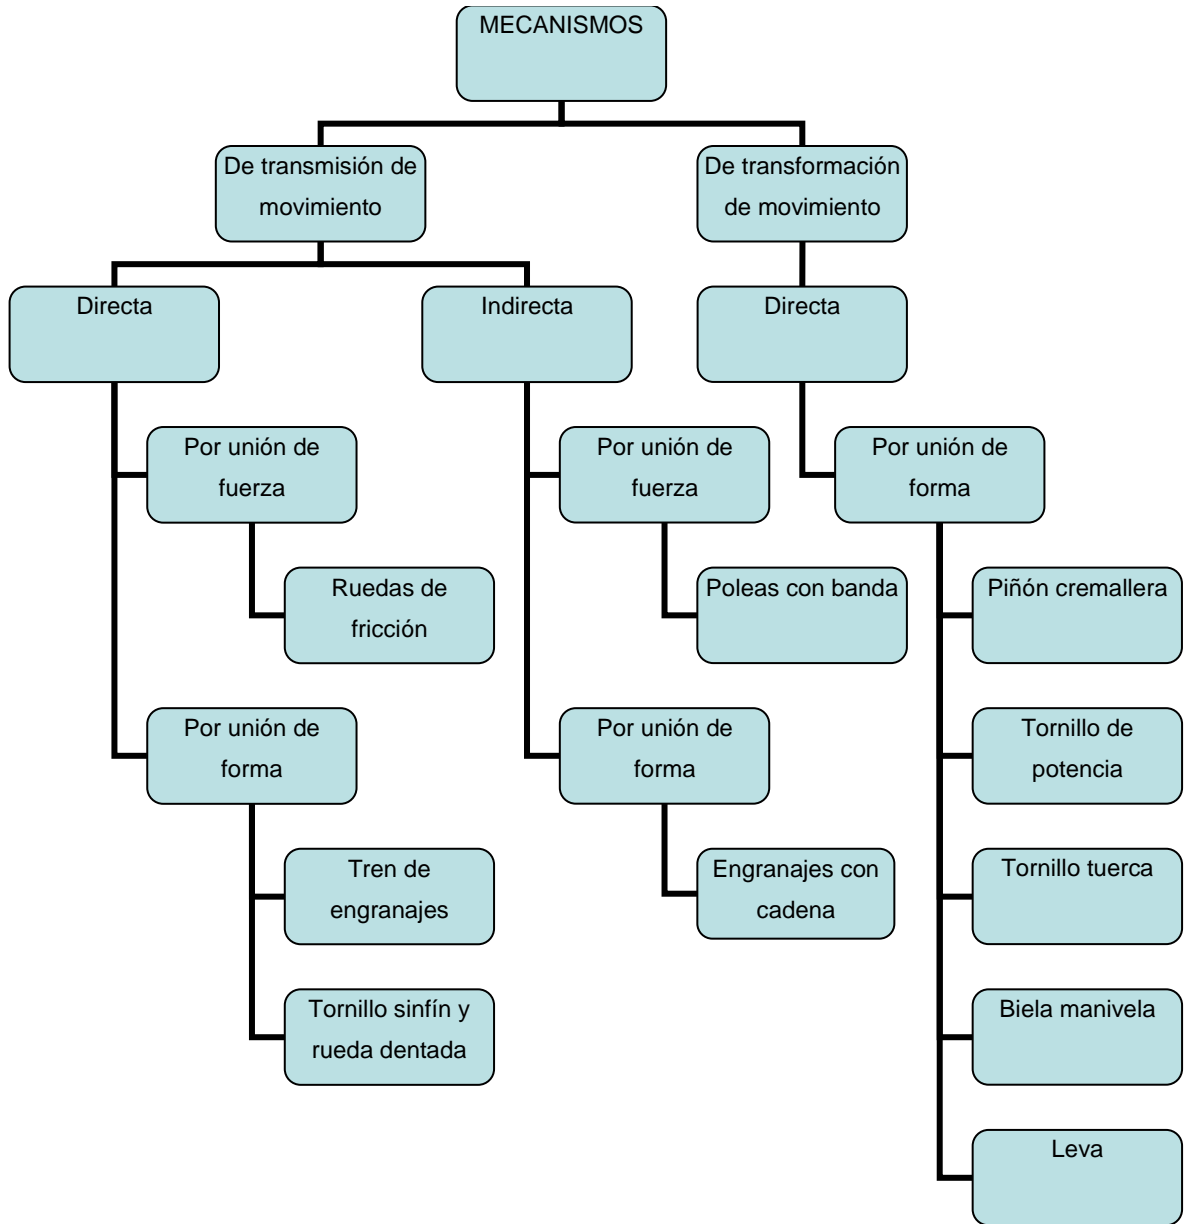 MECANISMOS
De transmisión de
movimiento
De transformación
de movimiento
Directa
Indirecta
Directa
Por unión de
fuerza
Por unión de
fuerza
Por unión de
forma
Ruedas de
fricción
Poleas con banda
Piñón cremallera
Por unión de
forma
Por unión de
forma
Tornillo de
potencia
Tren de
engranajes
Engranajes con
cadena
Tornillo tuerca
Tornillo sinfín y
rueda dentada
Biela manivela
Leva